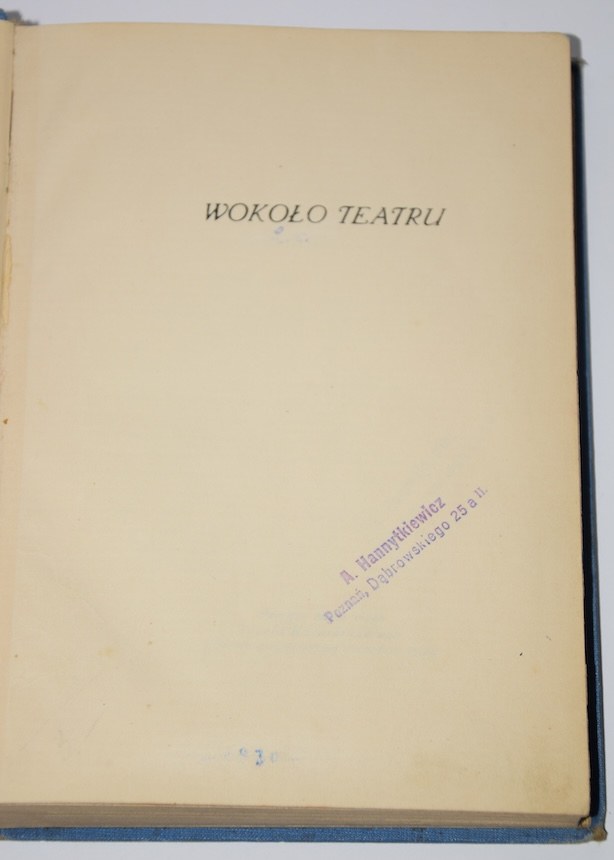 WOKOŁO TEATRU
A. Hannytkiewicz
Poznań, Dąbrowskiego 25 a II.